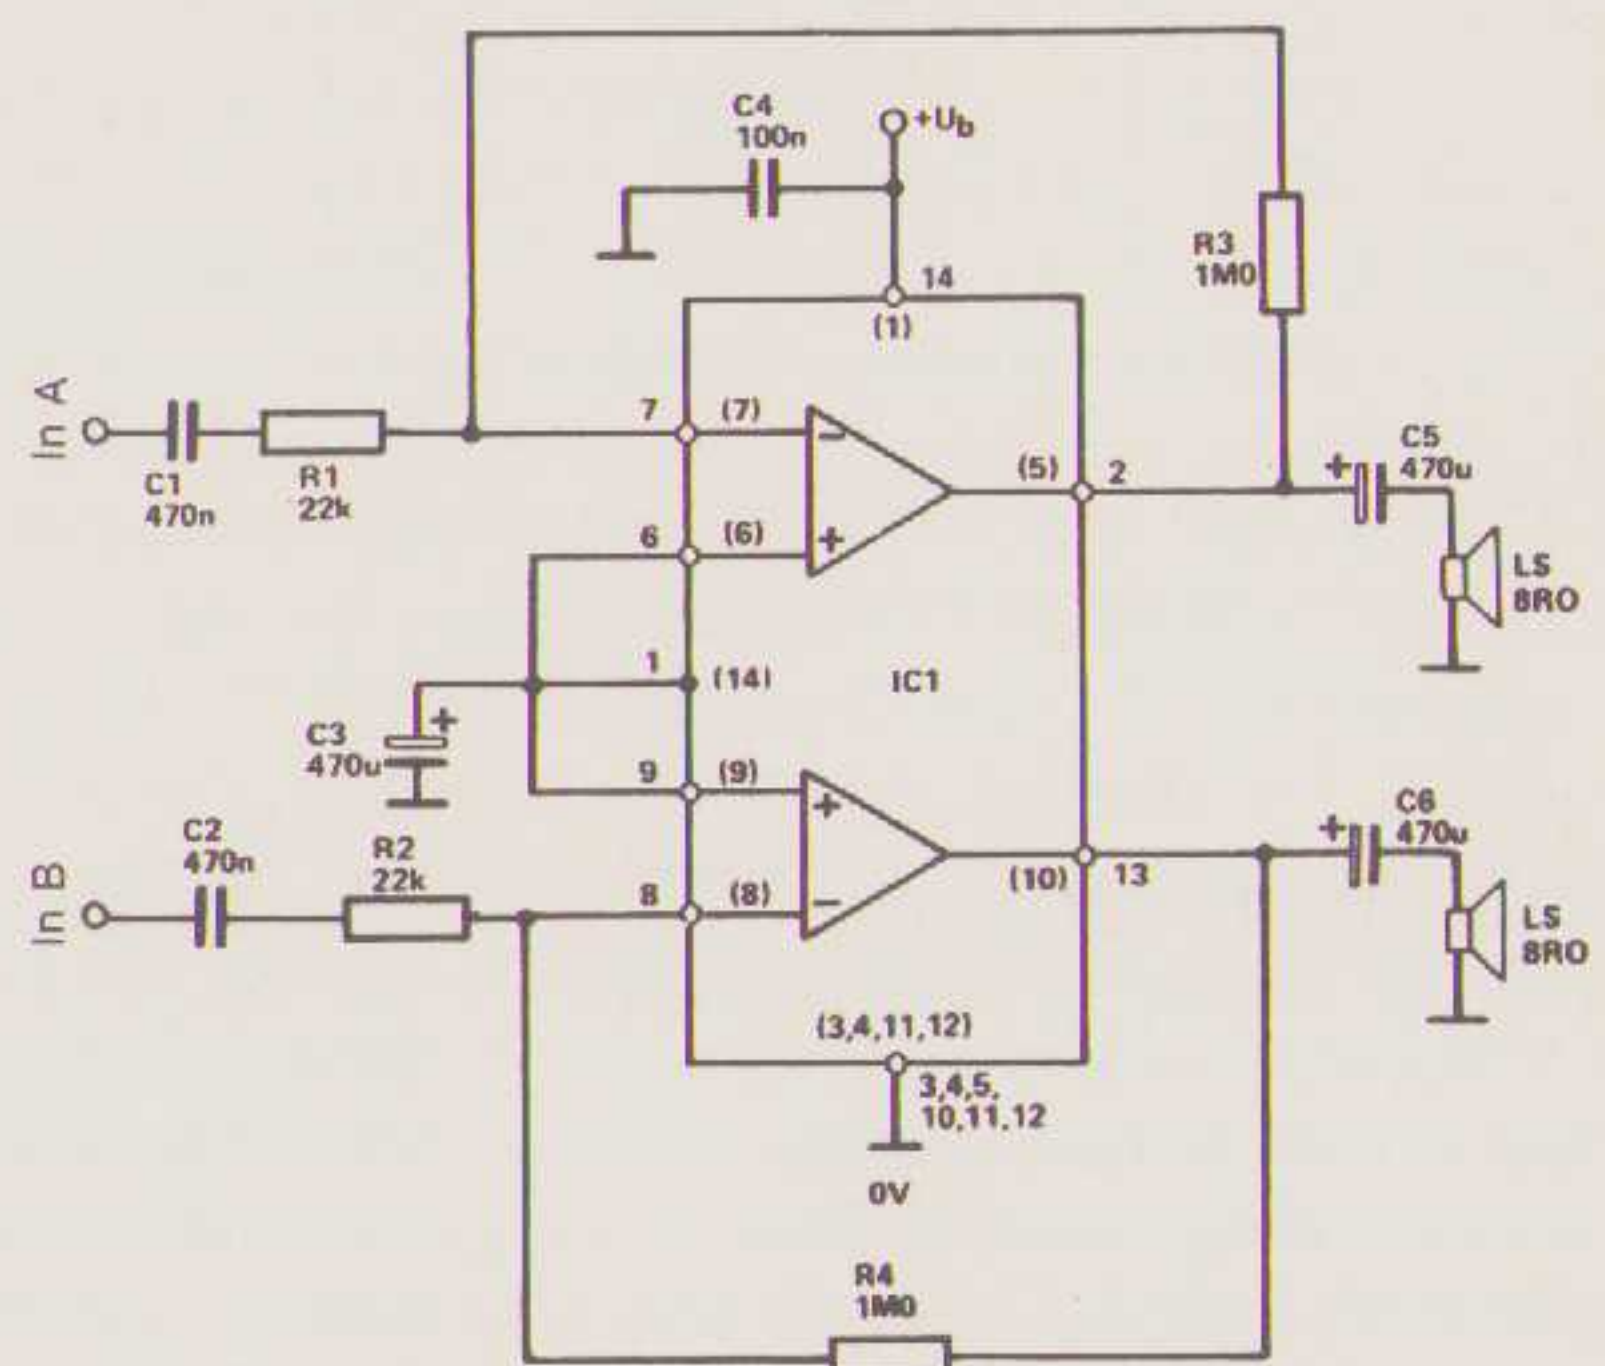 C4
100n
+Ub
R3
1M0
14
(1)
In A
C1
470n
R1
22k
7
(7)
−
(5)
2
+
C5
470u
6
(6)
+
LS
8RO
1
(14)
IC1
C3
470u
+
9
(9)
+
C2
470n
R2
22k
+
C6
470u
In B
8
(8)
−
(10)
13
LS
8RO
(3,4,11,12)
3,4,5,
10,11,12
0V
R4
1M0